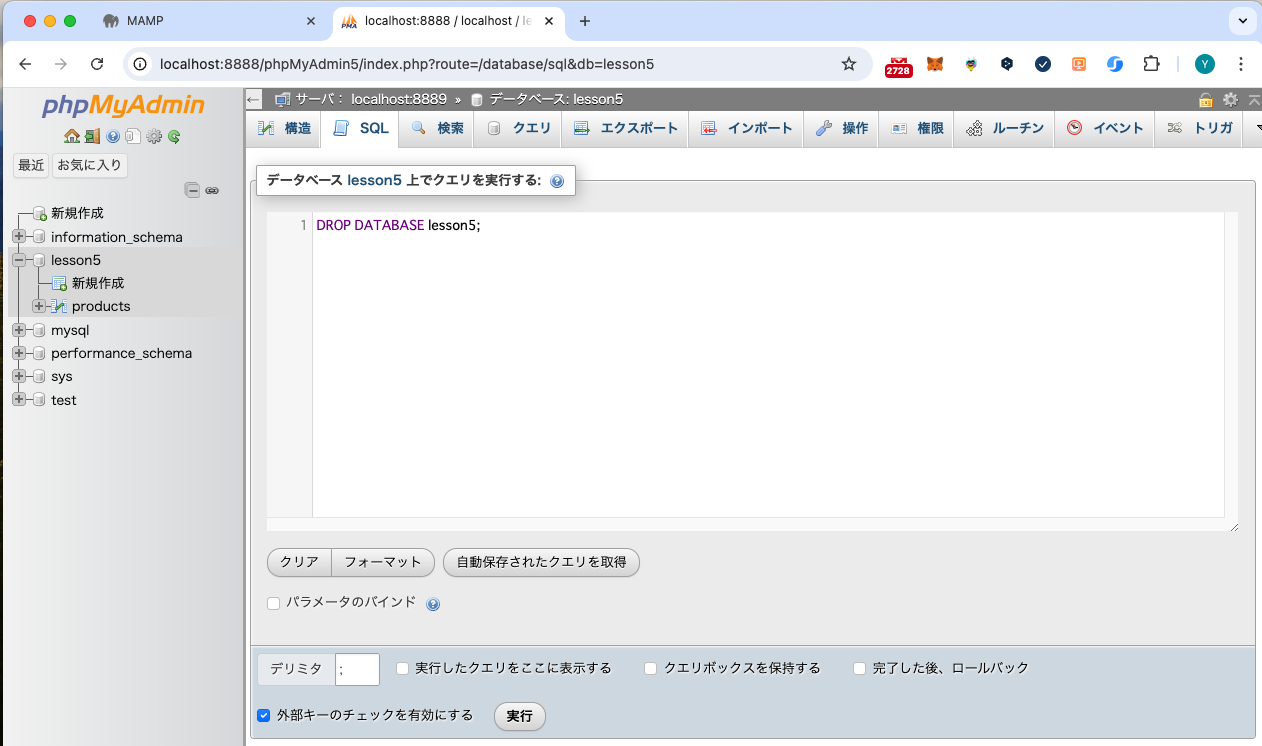 MAMP
localhost:8888 / localhost / le
localhost:8888/phpMyAdmin5/index.php?route=/database/sql&db=lesson5
2728
Y
phpMyAdmin
最近
お気に入り
新規作成
information_schema
lesson5
新規作成
products
mysql
performance_schema
sys
test
サーバ： localhost:8889 » データベース: lesson5
構造
SQL
検索
クエリ
エクスポート
インポート
操作
権限
ルーチン
イベント
トリガ
データベース lesson5 上でクエリを実行する:
1 DROP DATABASE lesson5;
クリア
フォーマット
自動保存されたクエリを取得
パラメータのバインド
デリミタ ;
実行したクエリをここに表示する
クエリボックスを保持する
完了した後、ロールバック
外部キーのチェックを有効にする
実行